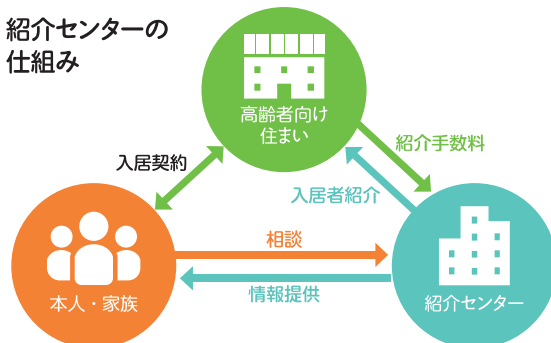 紹介センターの
仕組み
高齢者向け
住まい
紹介手数料
入居契約
入居者紹介
相談
情報提供
本人・家族
紹介センター